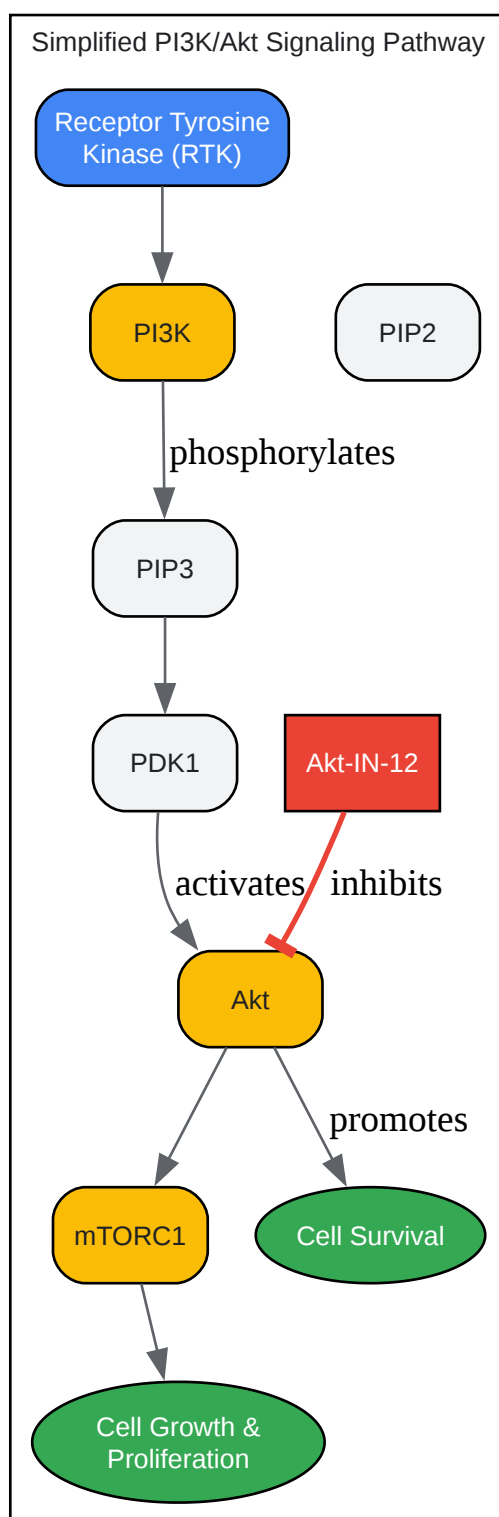 Simplified PI3K/Akt Signaling Pathway
Receptor Tyrosine
Kinase (RTK)
PI3K
PIP2
phosphorylates
PIP3
PDK1
Akt-IN-12
activates
inhibits
Akt
promotes
mTORC1
Cell Survival
Cell Growth &
Proliferation